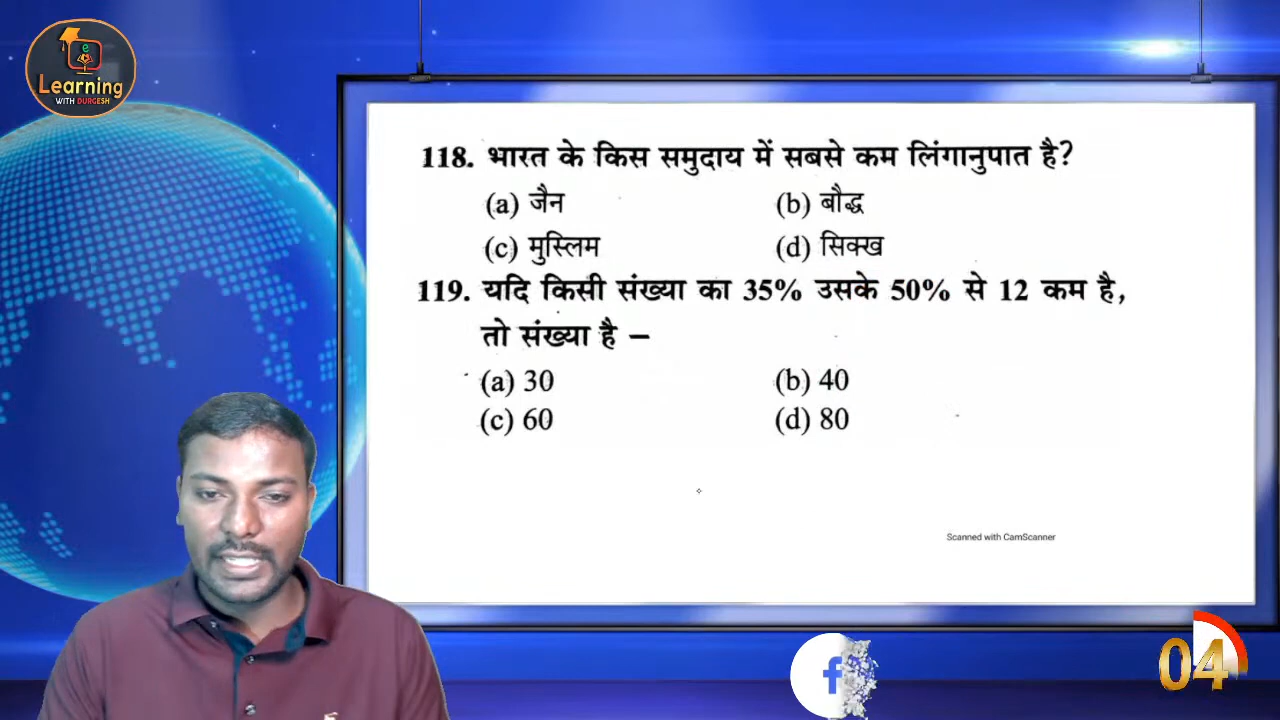 e
Learning
WITH DURGESH
118. भारत के किस समुदाय में सबसे कम लिंगानुपात है?
(a) जैन (b) बौद्ध
(c) मुस्लिम (d) सिक्ख
119. यदि किसी संख्या का 35% उसके 50% से 12 कम है,
तो संख्या है –
(a) 30 (b) 40
(c) 60 (d) 80
Scanned with CamScanner
f
04